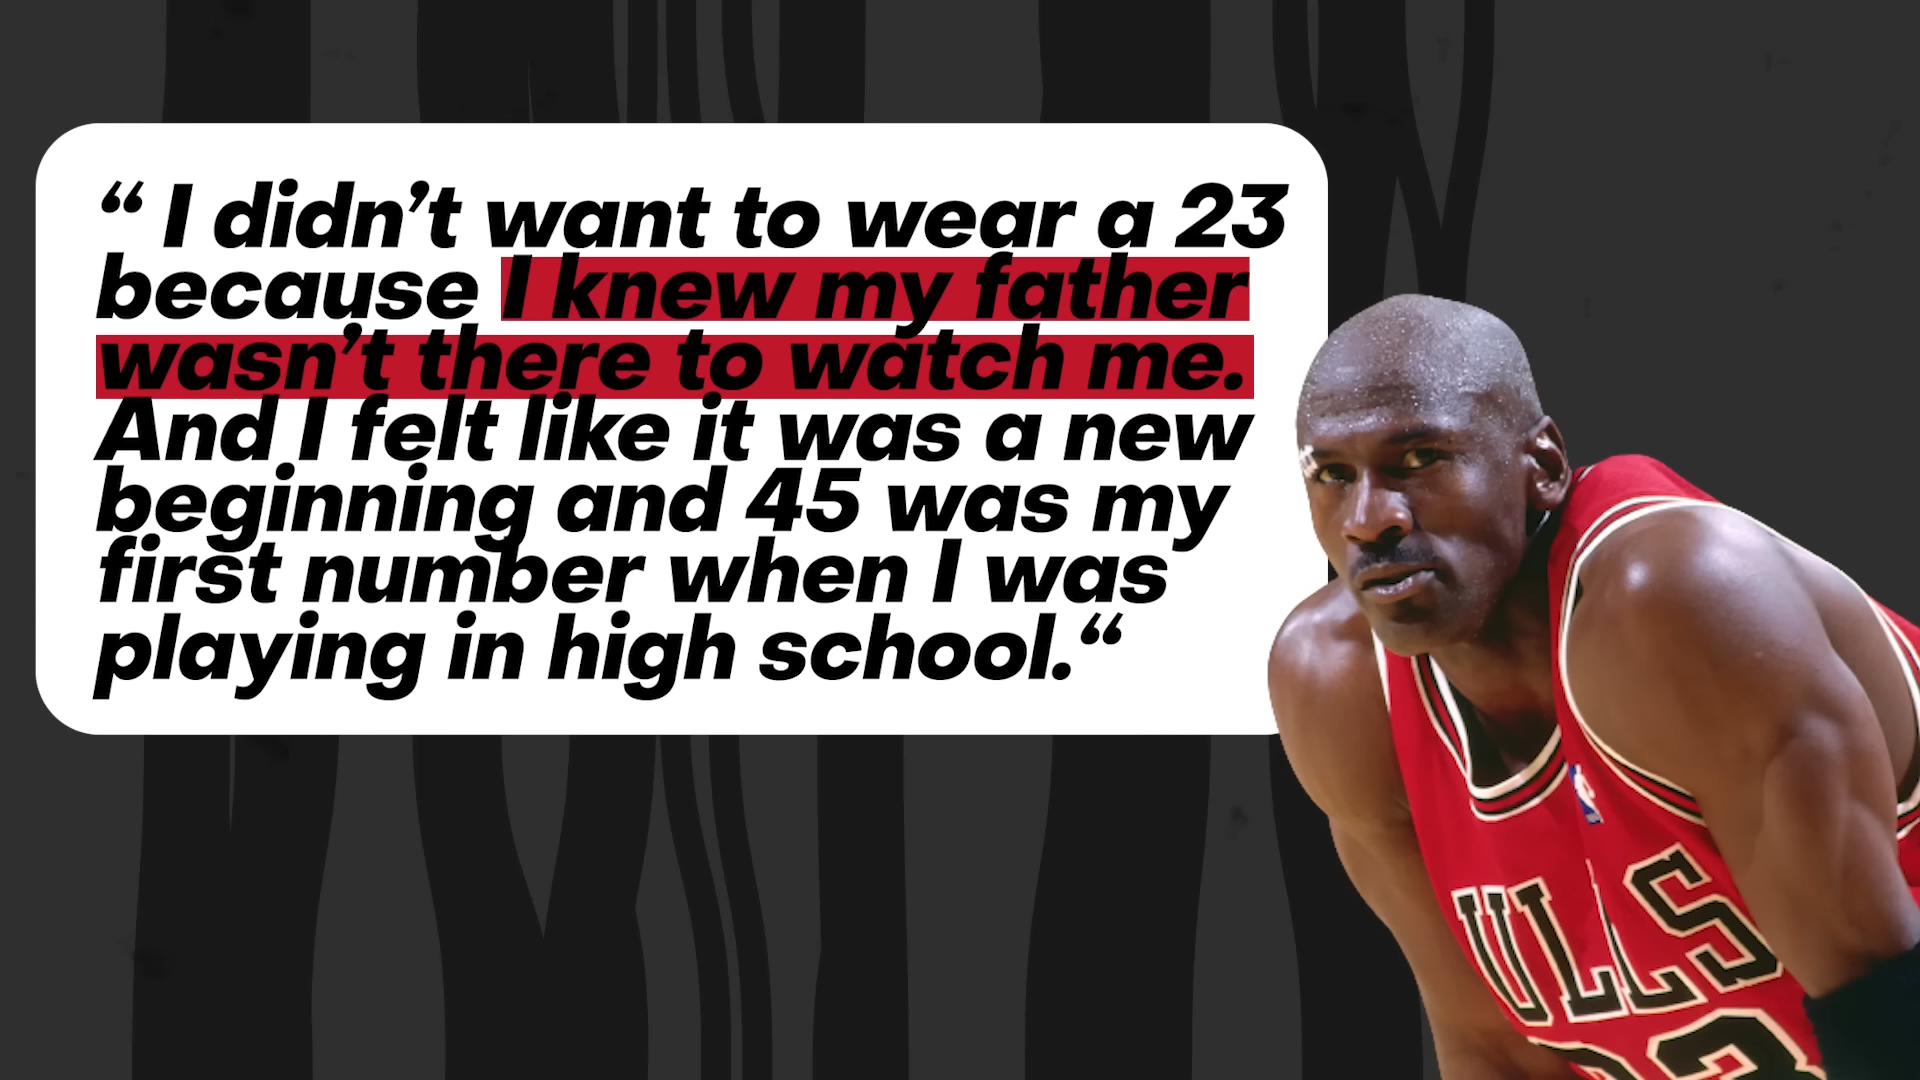 “ I didn’t want to wear a 23
because I knew my father
wasn’t there to watch me.
And I felt like it was a new
beginning and 45 was my
first number when I was
playing in high school.“
ULLS
23